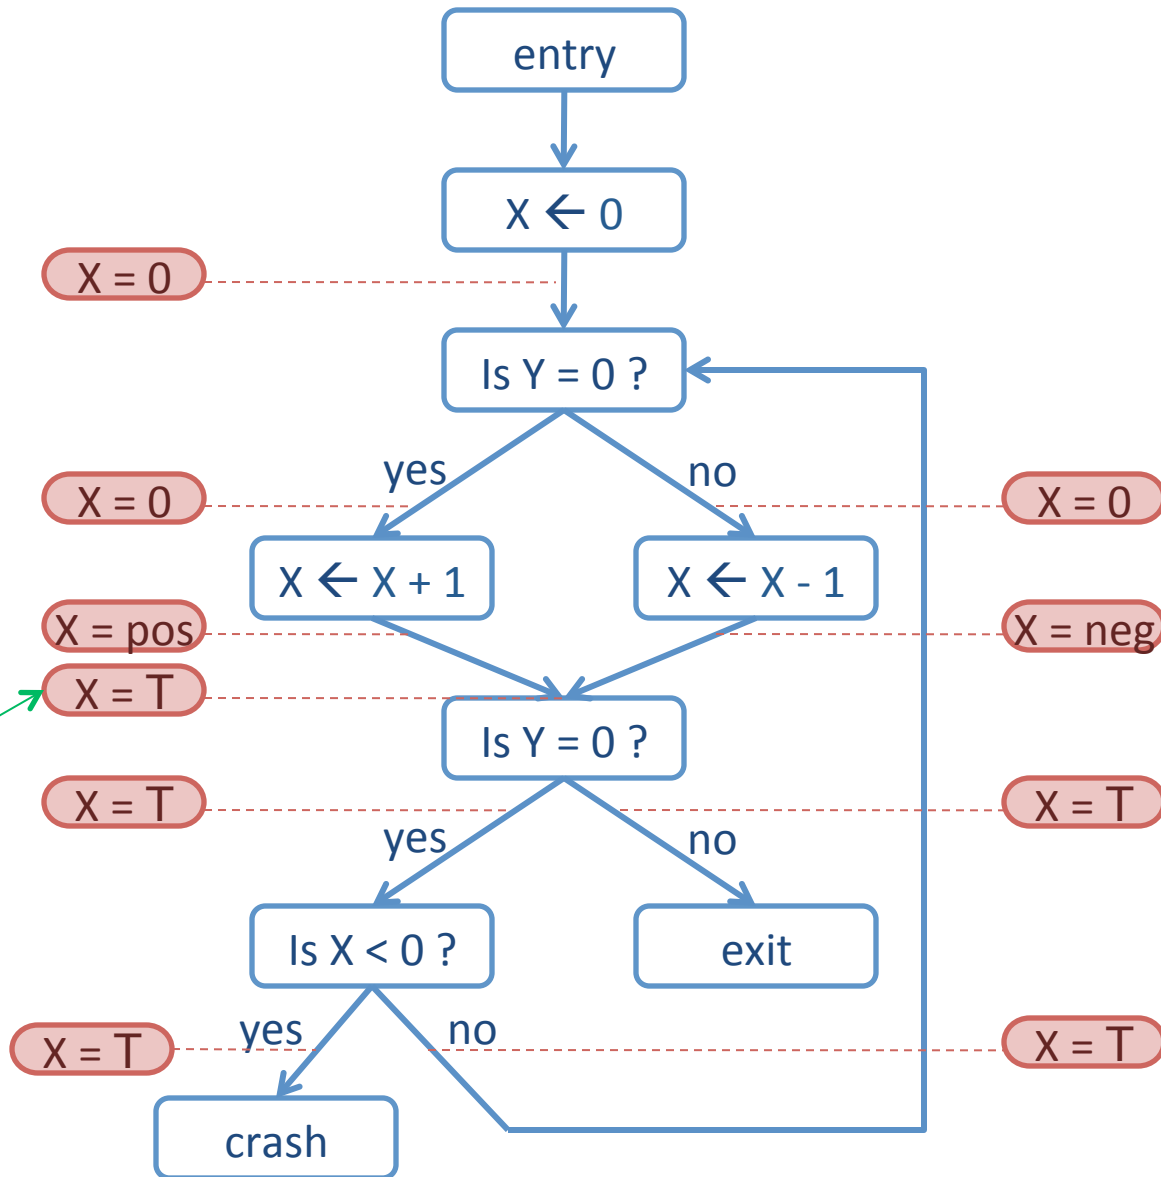 entry
X ← 0
X = 0
Is Y = 0 ?
yes
no
X = 0
X = 0
X ← X + 1
X ← X - 1
X = pos
X = neg
X = T
Is Y = 0 ?
X = T
X = T
yes
no
Is X < 0 ?
exit
yes
no
X = T
X = T
crash